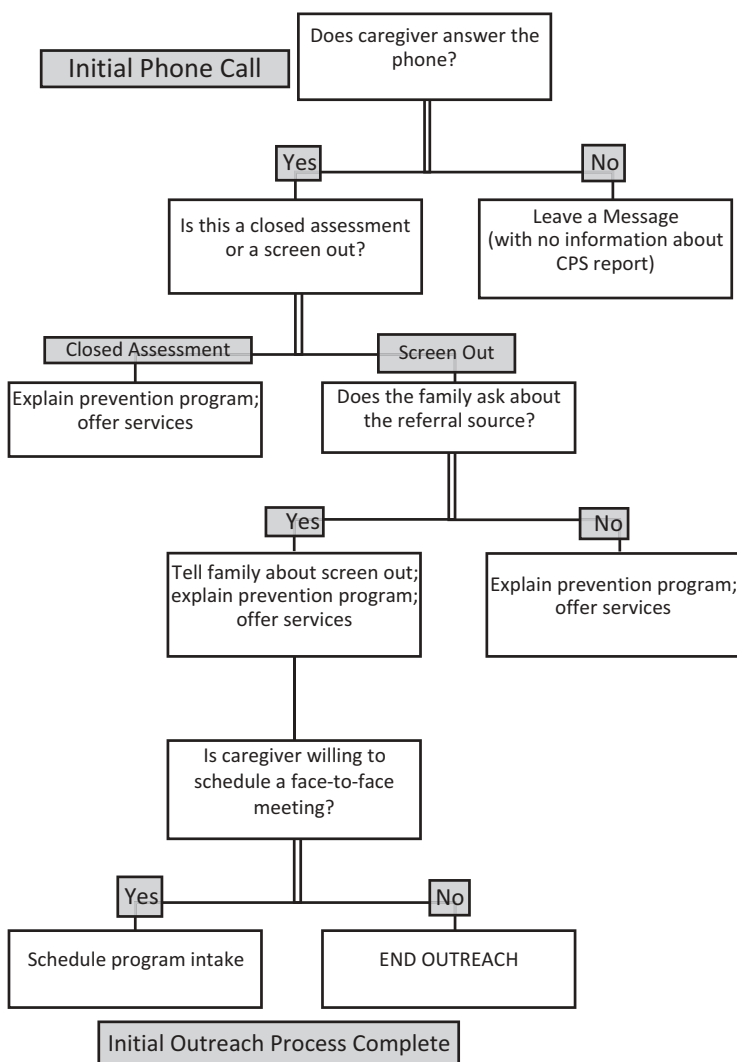 Initial Phone Call
Does caregiver answer the
phone?
Yes
No
Is this a closed assessment
or a screen out?
Leave a Message
(with no information about
CPS report)
Closed Assessment
Screen Out
Explain prevention program;
offer services
Does the family ask about
the referral source?
Yes
No
Tell family about screen out;
explain prevention program;
offer services
Explain prevention program;
offer services
Is caregiver willing to
schedule a face-to-face
meeting?
Yes
No
Schedule program intake
END OUTREACH
Initial Outreach Process Complete